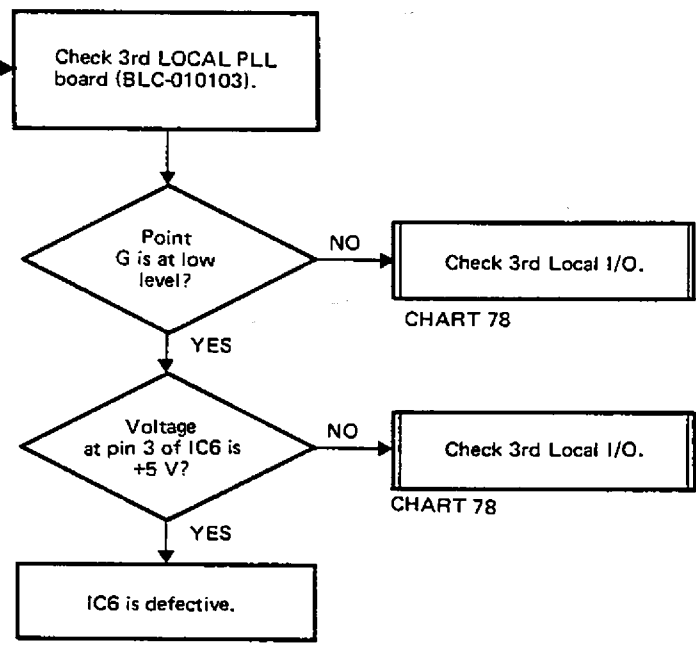 Check 3rd LOCAL PLL
board (BLC-010103).
Point
G is at low
level?
NO
Check 3rd Local I/O.
CHART 78
YES
Voltage
at pin 3 of IC6 is
+5 V?
NO
Check 3rd Local I/O.
CHART 78
YES
IC6 is defective.